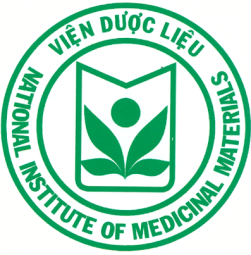 VIỆN DƯỢC LIỆU
NATIONAL INSTITUTE OF MEDICINAL MATERIALS